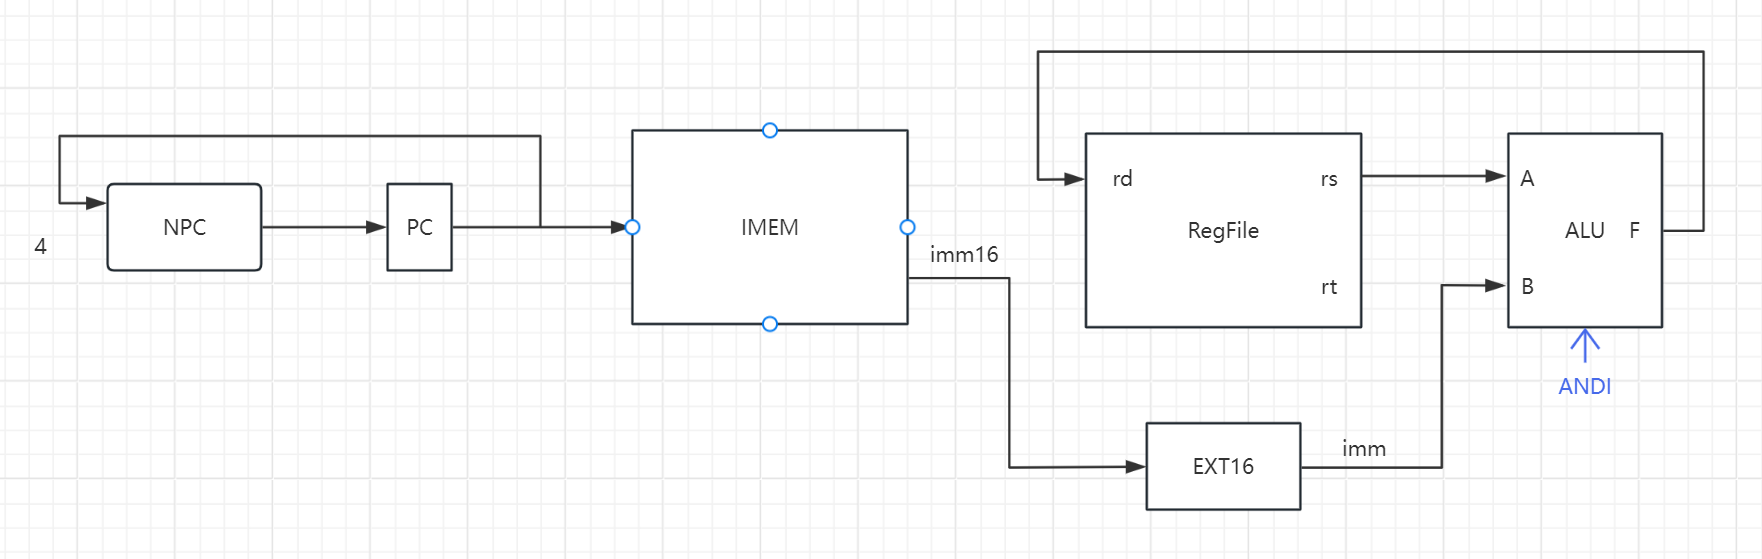 4
NPC
PC
IMEM
imm16
rd
rs
RegFile
rt
A
ALU
F
B
ANDI
EXT16
imm